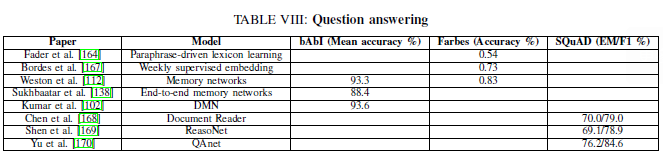 TABLE VIII: Question answering
Paper Model bAbI (Mean accuracy %) Farbes (Accuracy %) SQuAD (EM/F1 %)
Fader et al. [164] Paraphrase-driven lexicon learning 0.54
Bordes et al. [167] Weekly supervised embedding 0.73
Weston et al. [112] Memory networks 93.3 0.83
Sukhbaatar et al. [138] End-to-end memory networks 88.4
Kumar et al. [102] DMN 93.6
Chen et al. [168] Document Reader 70.0/79.0
Shen et al. [169] ReasoNet 69.1/78.9
Yu et al. [170] QAnet 76.2/84.6